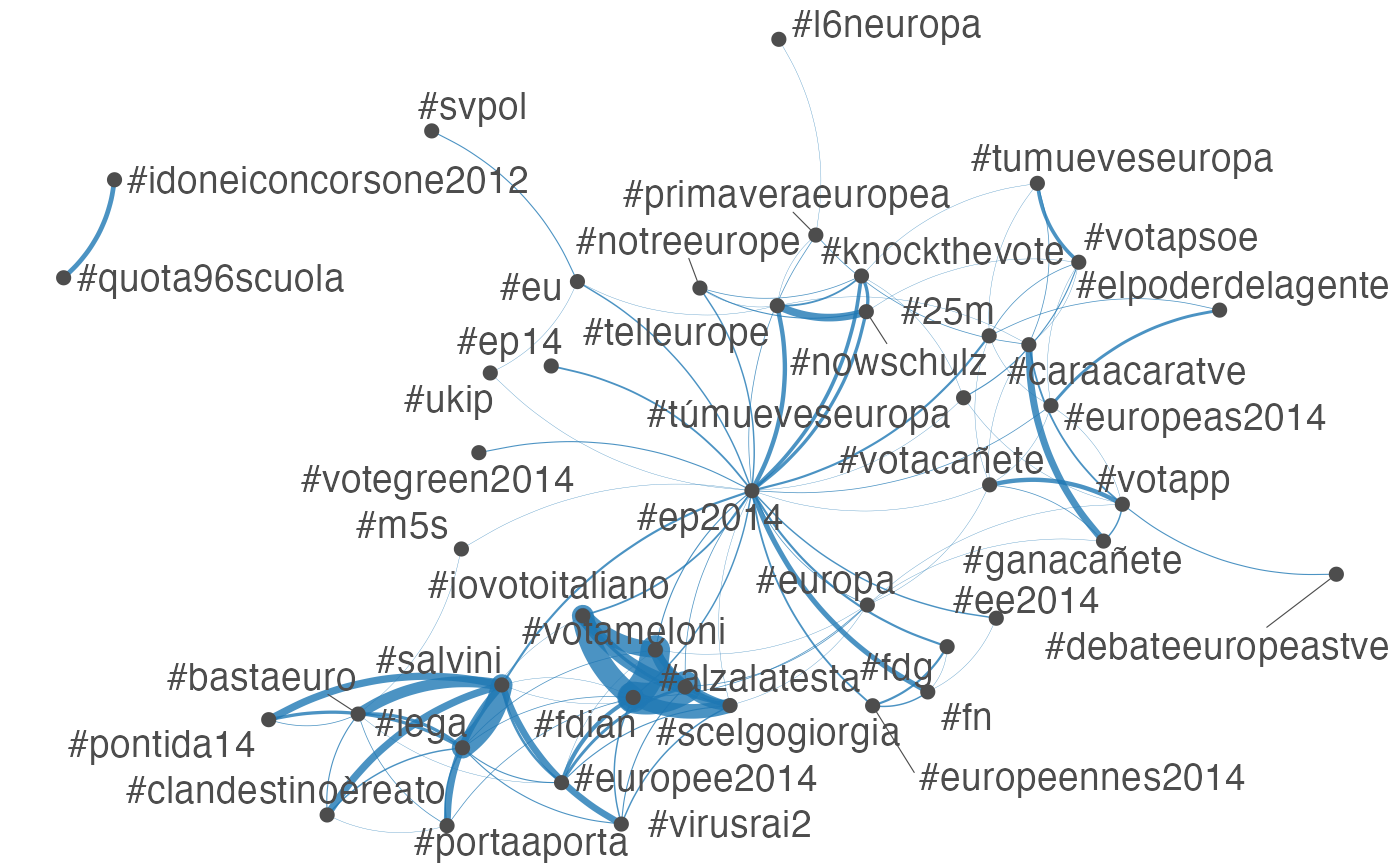 #l6neuropa
#svpol
#tumueveseuropa
#idoneiconcorsone2012
#primaveraeuropea
#notreeurope
#knockthevote
#votapsoe
#quota96scuola
#eu
#elpoderdelagente
#25m
#telleurope
#ep14
#nowschulz
#caraacaratve
#ukip
#túmueveseuropa
#europeas2014
#votacañete
#votegreen2014
#votapp
#ep2014
#m5s
#ganacañete
#iovotoitaliano
#europa
#ee2014
#votameloni
#debateeuropeastve
#salvini
#bastaeuro
#alzalatesta
#fdg
#lega
#fdian
#scelgogiorgia
#fn
#pontida14
#europee2014
#europeennes2014
#clandestinoèreato
#virusrai2
#portaaporta